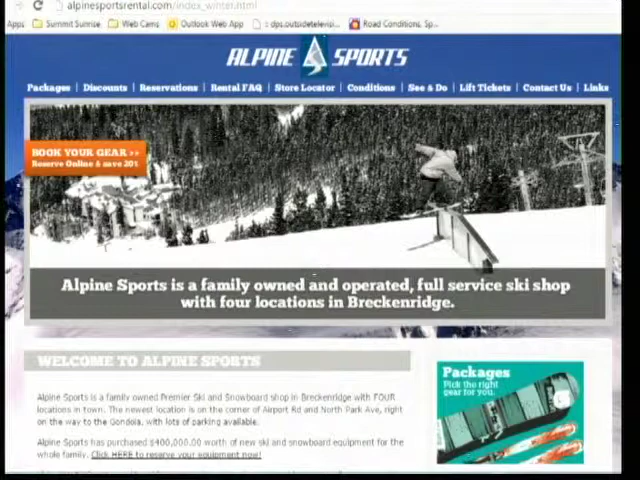 alpinesportsrental.com/index_winter.html
Apps Summit Sunrise Web Cams Outlook Web App Road Conditions, Sp...
ALPINE SPORTS
Packages | Discounts | Reservations | Rental FAQ | Store Locator | Conditions | See & Do | Lift Tickets | Contact Us | Links
BOOK YOUR GEAR >>
Reserve Online & save 20%
Alpine Sports is a family owned and operated, full service ski shop
with four locations in Breckenridge.
WELCOME TO ALPINE SPORTS
Alpine Sports is a family owned Premier Ski and Snowboard shop in Breckenridge with FOUR
locations in town. The newest location is on the corner of Airport Rd and North Park Ave, right
on the way to the Gondola, with lots of parking available.
Alpine Sports has purchased $400,000.00 worth of new ski and snowboard equipment for the
whole family. Click HERE to reserve your equipment now!
Packages
Pick the right
gear for you.